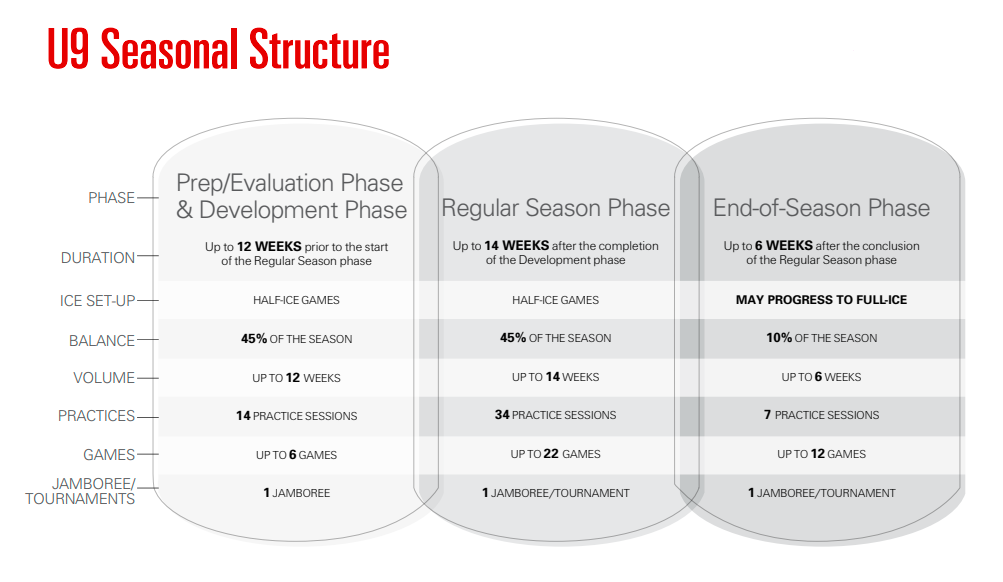 U9 Seasonal Structure
PHASE
Prep/Evaluation Phase
& Development Phase
Regular Season Phase
End-of-Season Phase
DURATION
Up to 12 WEEKS prior to the start
of the Regular Season phase
Up to 14 WEEKS after the completion
of the Development phase
Up to 6 WEEKS after the conclusion
of the Regular Season phase
ICE SET-UP
HALF-ICE GAMES
HALF-ICE GAMES
MAY PROGRESS TO FULL-ICE
BALANCE
45% OF THE SEASON
45% OF THE SEASON
10% OF THE SEASON
VOLUME
UP TO 12 WEEKS
UP TO 14 WEEKS
UP TO 6 WEEKS
PRACTICES
14 PRACTICE SESSIONS
34 PRACTICE SESSIONS
7 PRACTICE SESSIONS
GAMES
UP TO 6 GAMES
UP TO 22 GAMES
UP TO 12 GAMES
JAMBOREE/
TOURNAMENTS
1 JAMBOREE
1 JAMBOREE/TOURNAMENT
1 JAMBOREE/TOURNAMENT